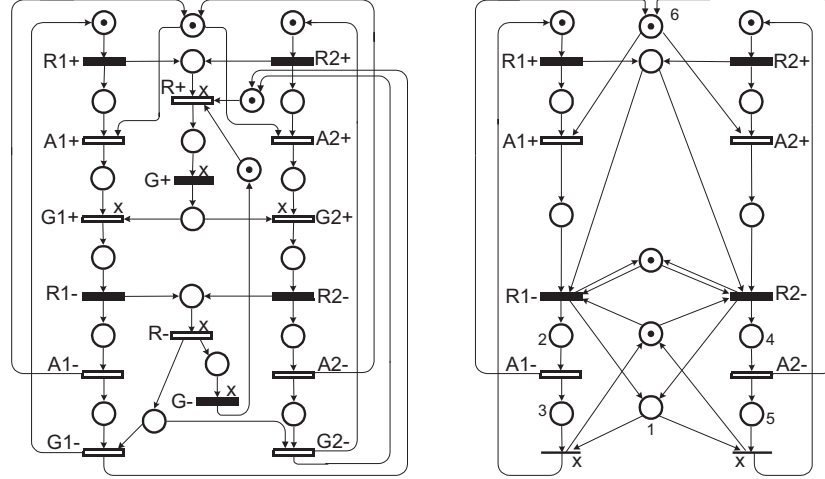 6
R1+ R2+ R1+ R2+
R+ x
A1+ A2+ A1+ A2+
G+ x
G1+ x x G2+
R1- R2- R1- R2-
R- x 2 4
A1- A2- A1- A2-
G- x 3 1 5
G1- G2- x x